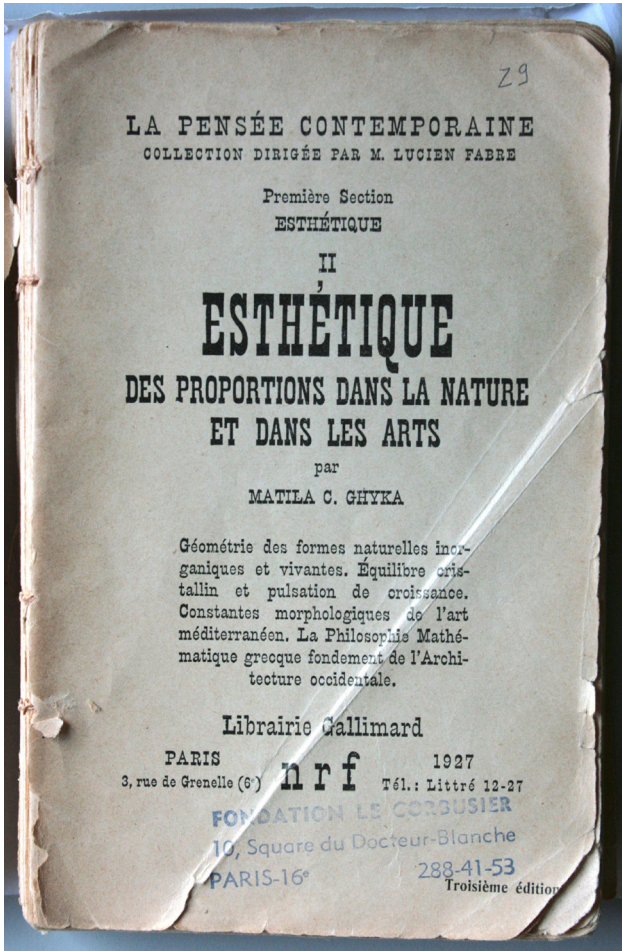 29
LA PENSÉE CONTEMPORAINE
COLLECTION DIRIGÉE PAR M. LUCIEN FABRE
Première Section
ESTHÉTIQUE
II
ESTHÉTIQUE
DES PROPORTIONS DANS LA NATURE
ET DANS LES ARTS
par
MATILA C. GHYKA
Géométrie des formes naturelles inor-
ganiques et vivantes. Équilibre cris-
tallin et pulsation de croissance.
Constantes morphologiques de l'art
méditerranéen. La Philosophie Mathé-
matique grecque fondement de l'Archi-
tecture occidentale.
Librairie Gallimard
PARIS
3, rue de Grenelle (6e)
nrf
1927
Tél.: Littré 12-27
FONDATION LE CORBUSIER
10, Square du Docteur-Blanche
PARIS-16e 288-41-53
Troisième édition